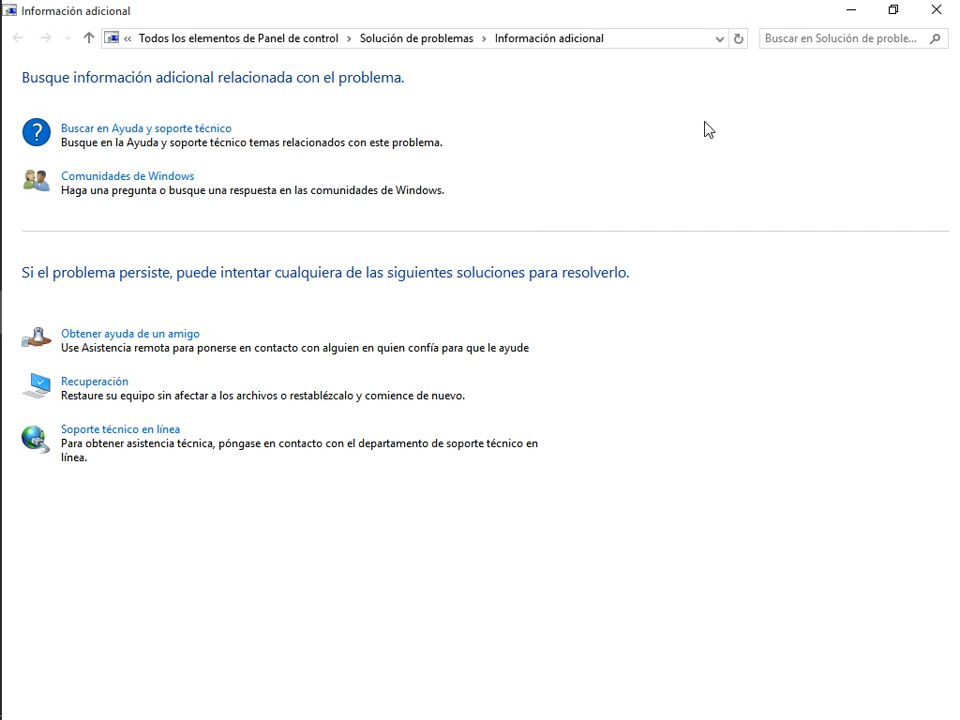 Información adicional
« Todos los elementos de Panel de control › Solución de problemas › Información adicional
Buscar en Solución de proble...
Busque información adicional relacionada con el problema.
Buscar en Ayuda y soporte técnico
Busque en la Ayuda y soporte técnico temas relacionados con este problema.
Comunidades de Windows
Haga una pregunta o busque una respuesta en las comunidades de Windows.
Si el problema persiste, puede intentar cualquiera de las siguientes soluciones para resolverlo.
Obtener ayuda de un amigo
Use Asistencia remota para ponerse en contacto con alguien en quien confía para que le ayude
Recuperación
Restaure su equipo sin afectar a los archivos o restablézcalo y comience de nuevo.
Soporte técnico en línea
Para obtener asistencia técnica, póngase en contacto con el departamento de soporte técnico en
línea.